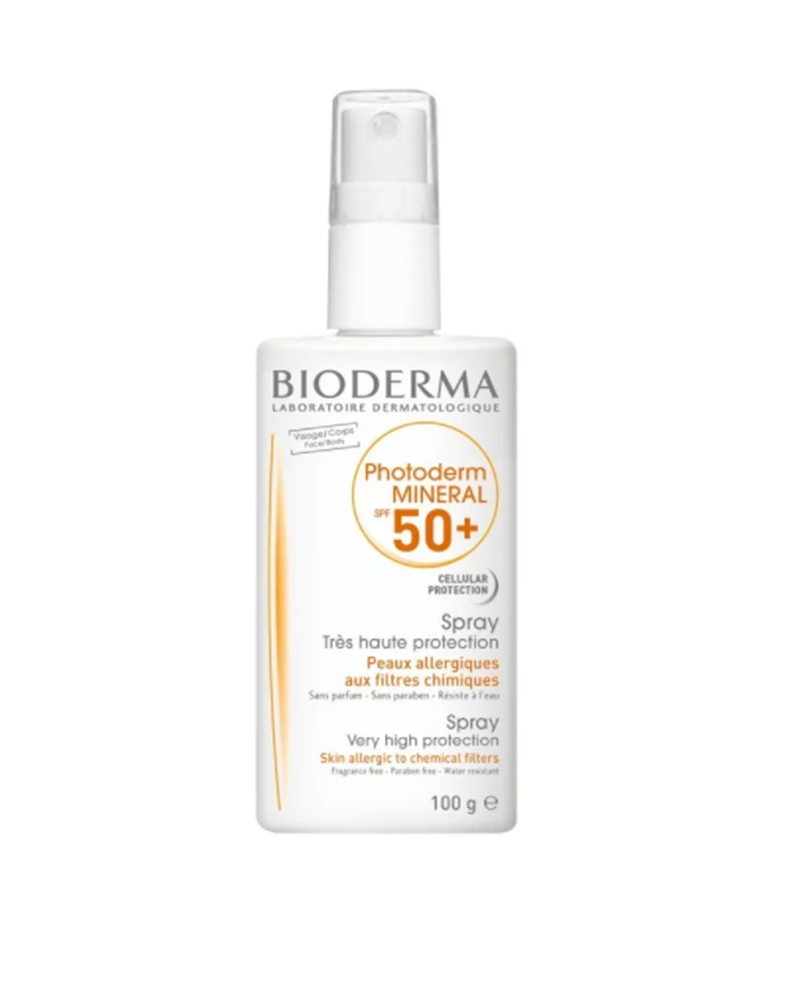 BIODERMA
LABORATOIRE DERMATOLOGIQUE
Visage/Corps
Face/Body
Photoderm
MINERAL
SPF 50+
CELLULAR
PROTECTION
Spray
Très haute protection
Peaux allergiques
aux filtres chimiques
Sans parfum - Sans paraben - Résiste à l'eau
Spray
Very high protection
Skin allergic to chemical filters
Fragrance free - Paraben free - Water resistant
100 g ℮